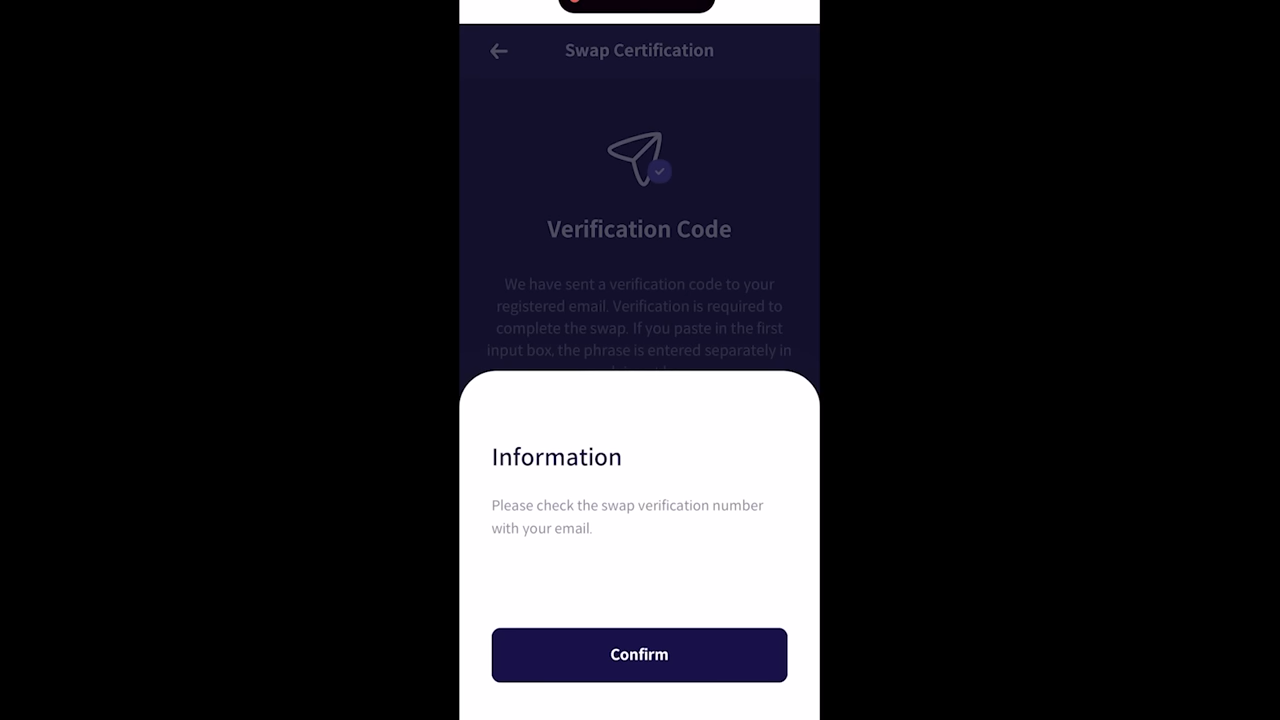 Swap Certification
Verification Code
We have sent a verification code to your
registered email. Verification is required to
complete the swap. If you paste in the first
input box, the phrase is entered separately in
Information
Please check the swap verification number
with your email.
Confirm